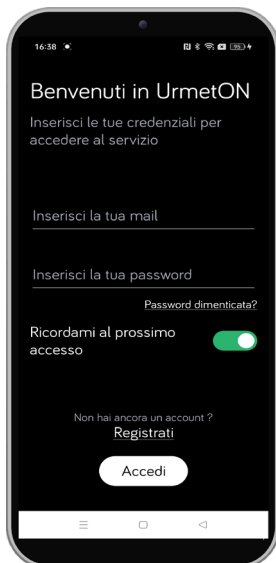 16:38
95
Benvenuti in UrmetON
Inserisci le tue credenziali per
accedere al servizio
Inserisci la tua mail
Inserisci la tua password
Password dimenticata?
Ricordami al prossimo
accesso
Non hai ancora un account ?
Registrati
Accedi